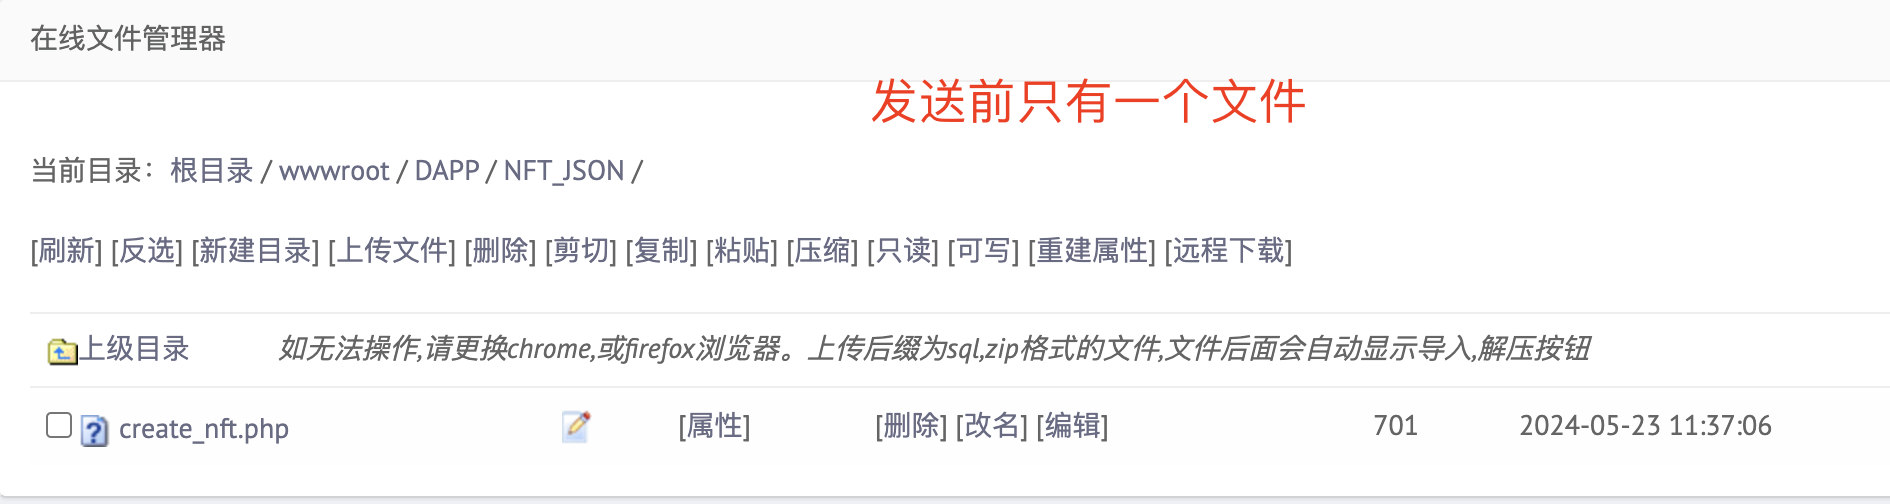 在线文件管理器
发送前只有一个文件
当前目录：根目录 / wwwroot / DAPP / NFT_JSON /
[刷新] [反选] [新建目录] [上传文件] [删除] [剪切] [复制] [粘贴] [压缩] [只读] [可写] [重建属性] [远程下载]
上级目录 如无法操作,请更换chrome,或firefox浏览器。上传后缀为sql,zip格式的文件,文件后面会自动显示导入,解压按钮
create_nft.php [属性] [删除] [改名] [编辑] 701 2024-05-23 11:37:06